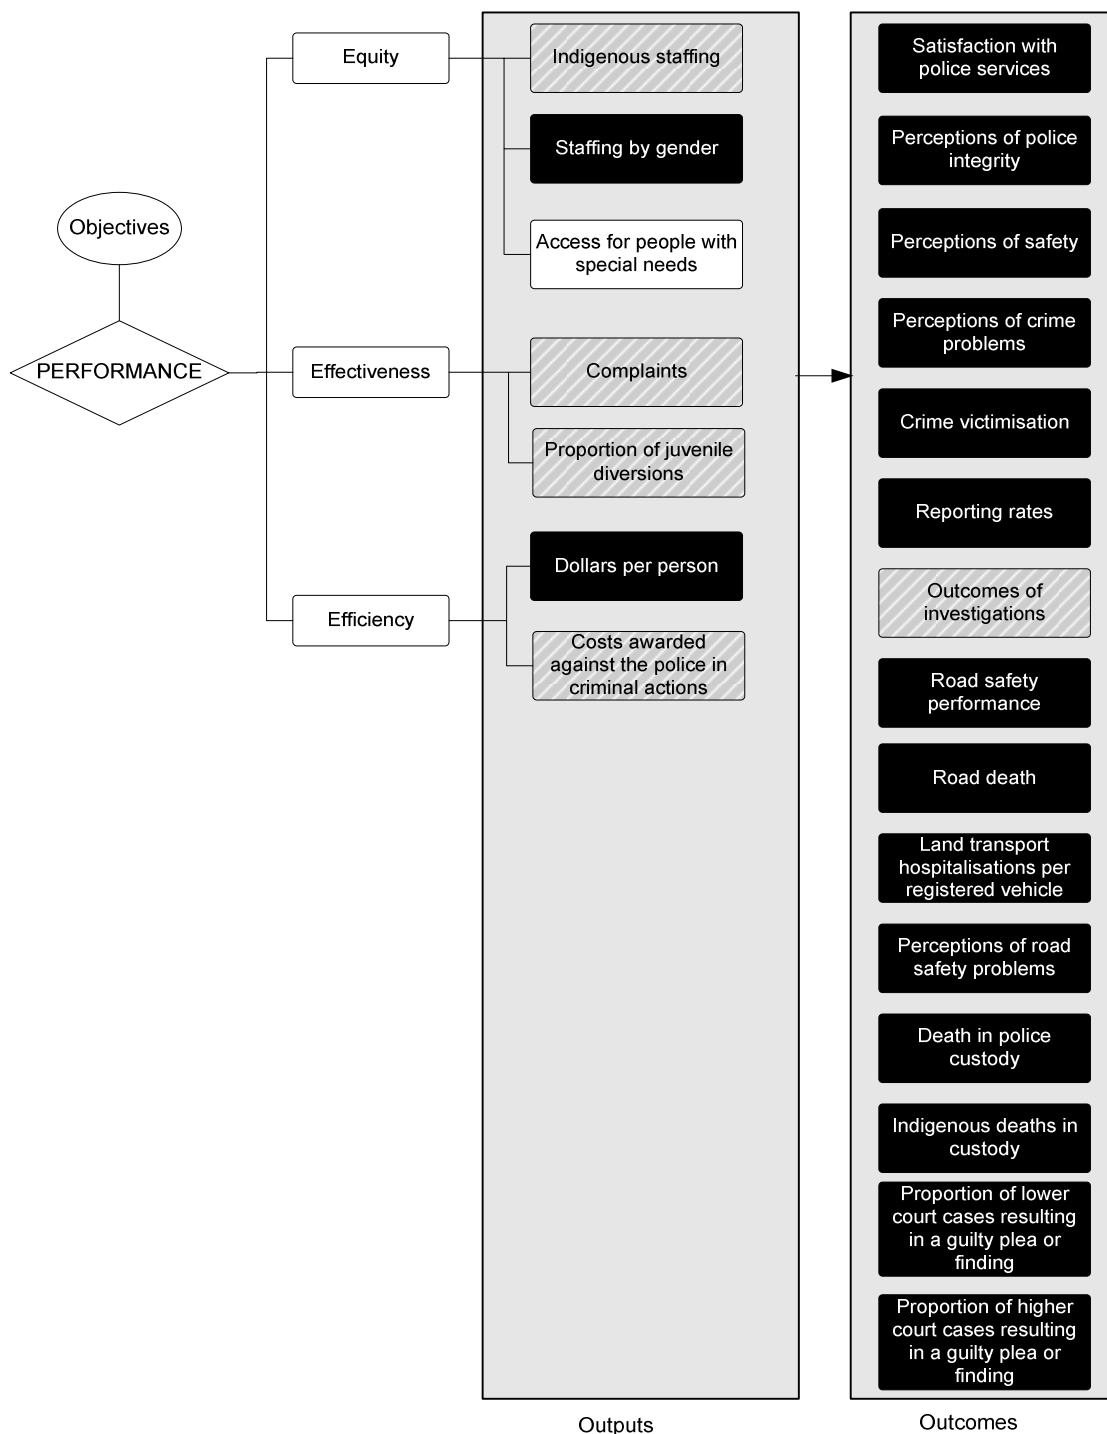 Objectives
PERFORMANCE
Equity
Effectiveness
Efficiency
Indigenous staffing
Staffing by gender
Access for people with
special needs
Complaints
Proportion of juvenile
diversions
Dollars per person
Costs awarded
against the police in
criminal actions
Outputs
Satisfaction with
police services
Perceptions of police
integrity
Perceptions of safety
Perceptions of crime
problems
Crime victimisation
Reporting rates
Outcomes of
investigations
Road safety
performance
Road death
Land transport
hospitalisations per
registered vehicle
Perceptions of road
safety problems
Death in police
custody
Indigenous deaths in
custody
Proportion of lower
court cases resulting
in a guilty plea or
finding
Proportion of higher
court cases resulting
in a guilty plea or
finding
Outcomes